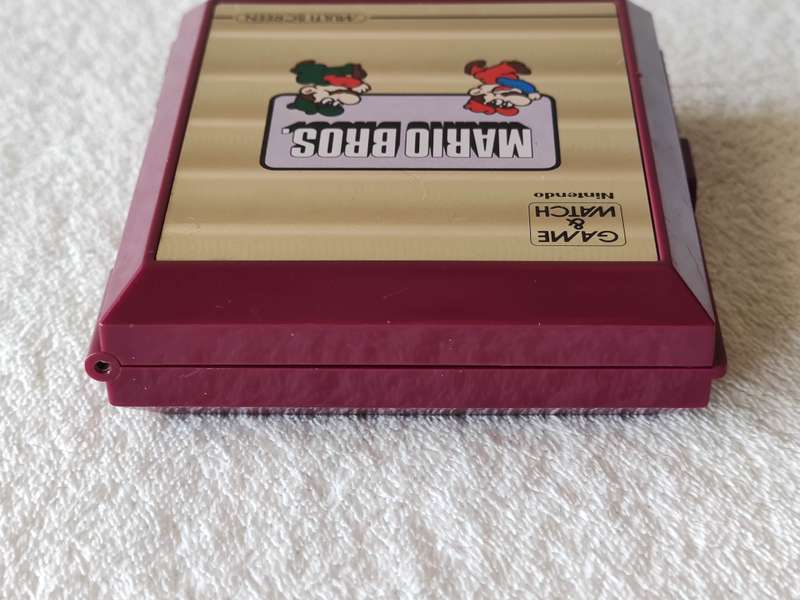 GAME
&
WATCH
Nintendo
MARIO BROS.
MULTI SCREEN